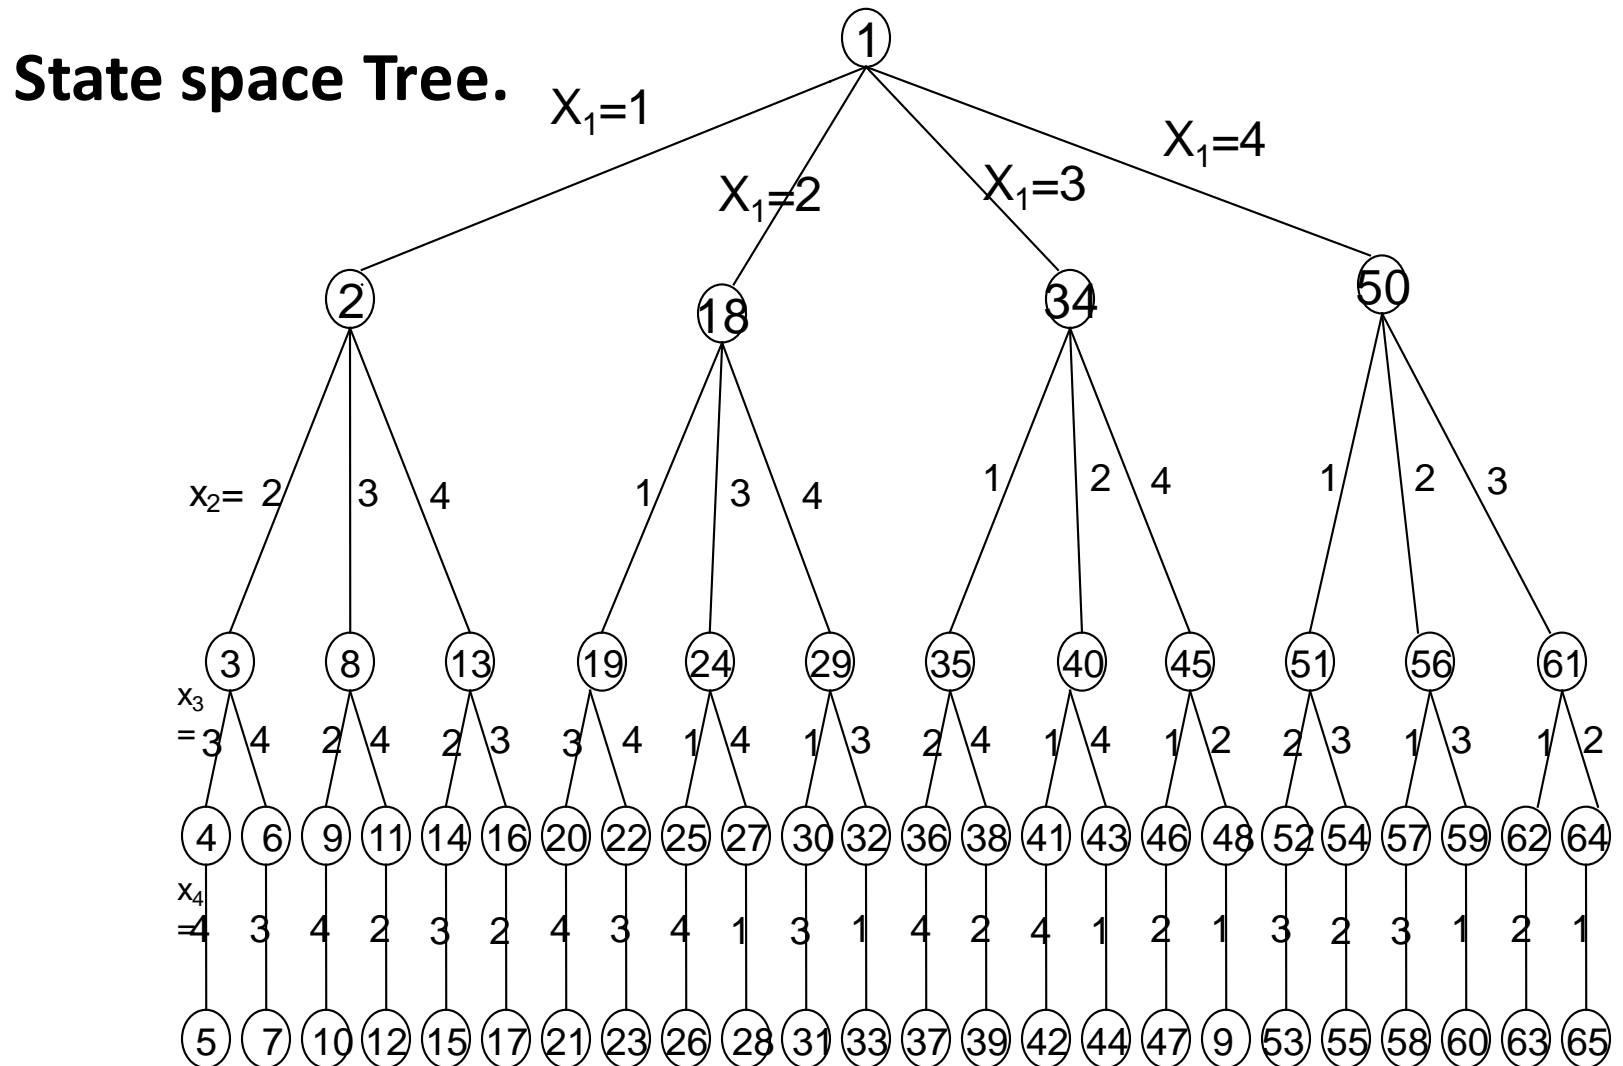 1
State space Tree.
X₁=1
X₁=4
X₁=2 X₁=3
2 18 34 50
x₂= 2 3 4 1 3 4 1 2 4 1 2 3
3 8 13 19 24 29 35 40 45 51 56 61
x₃
= 3 4 2 4 2 3 3 4 1 4 1 3 2 4 1 4 1 2 2 3 1 3 1 2
4 6 9 11 14 16 20 22 25 27 30 32 36 38 41 43 46 48 52 54 57 59 62 64
x₄
=4 3 4 2 3 2 4 3 4 1 3 1 4 2 4 1 2 1 3 2 3 1 2 1
5 7 10 12 15 17 21 23 26 28 31 33 37 39 42 44 47 9 53 55 58 60 63 65